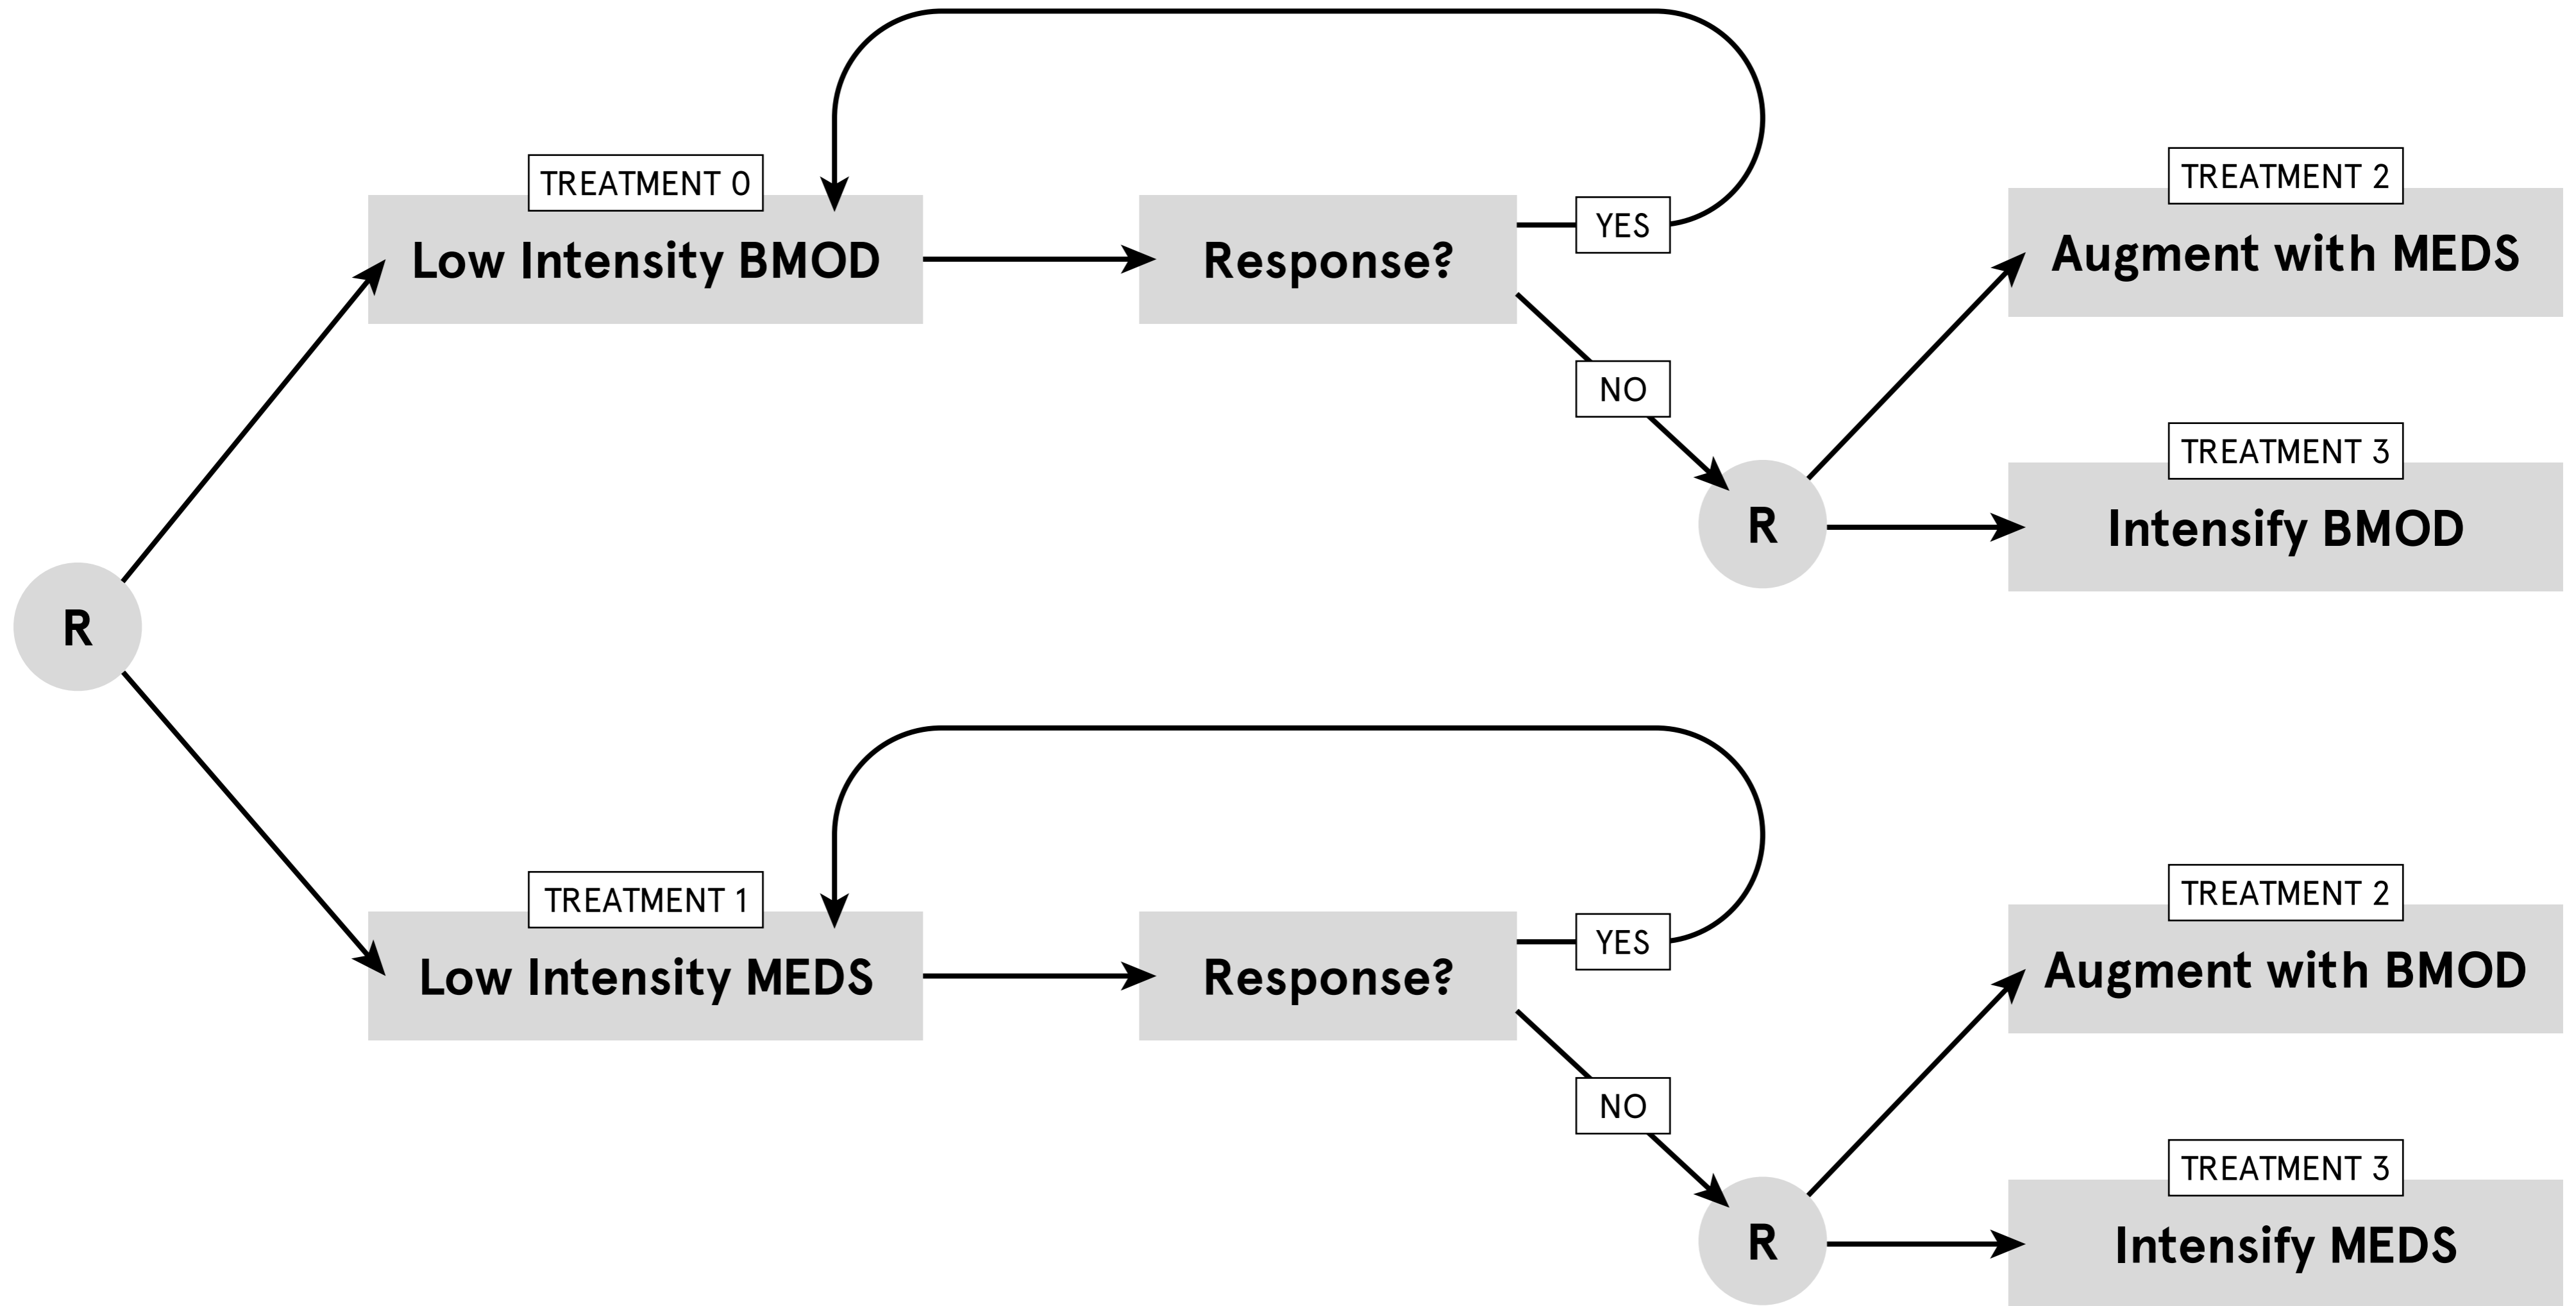 TREATMENT 0
Low Intensity BMOD
Response?
YES
NO
R
TREATMENT 2
Augment with MEDS
TREATMENT 3
Intensify BMOD
R
TREATMENT 1
Low Intensity MEDS
Response?
YES
NO
R
TREATMENT 2
Augment with BMOD
TREATMENT 3
Intensify MEDS